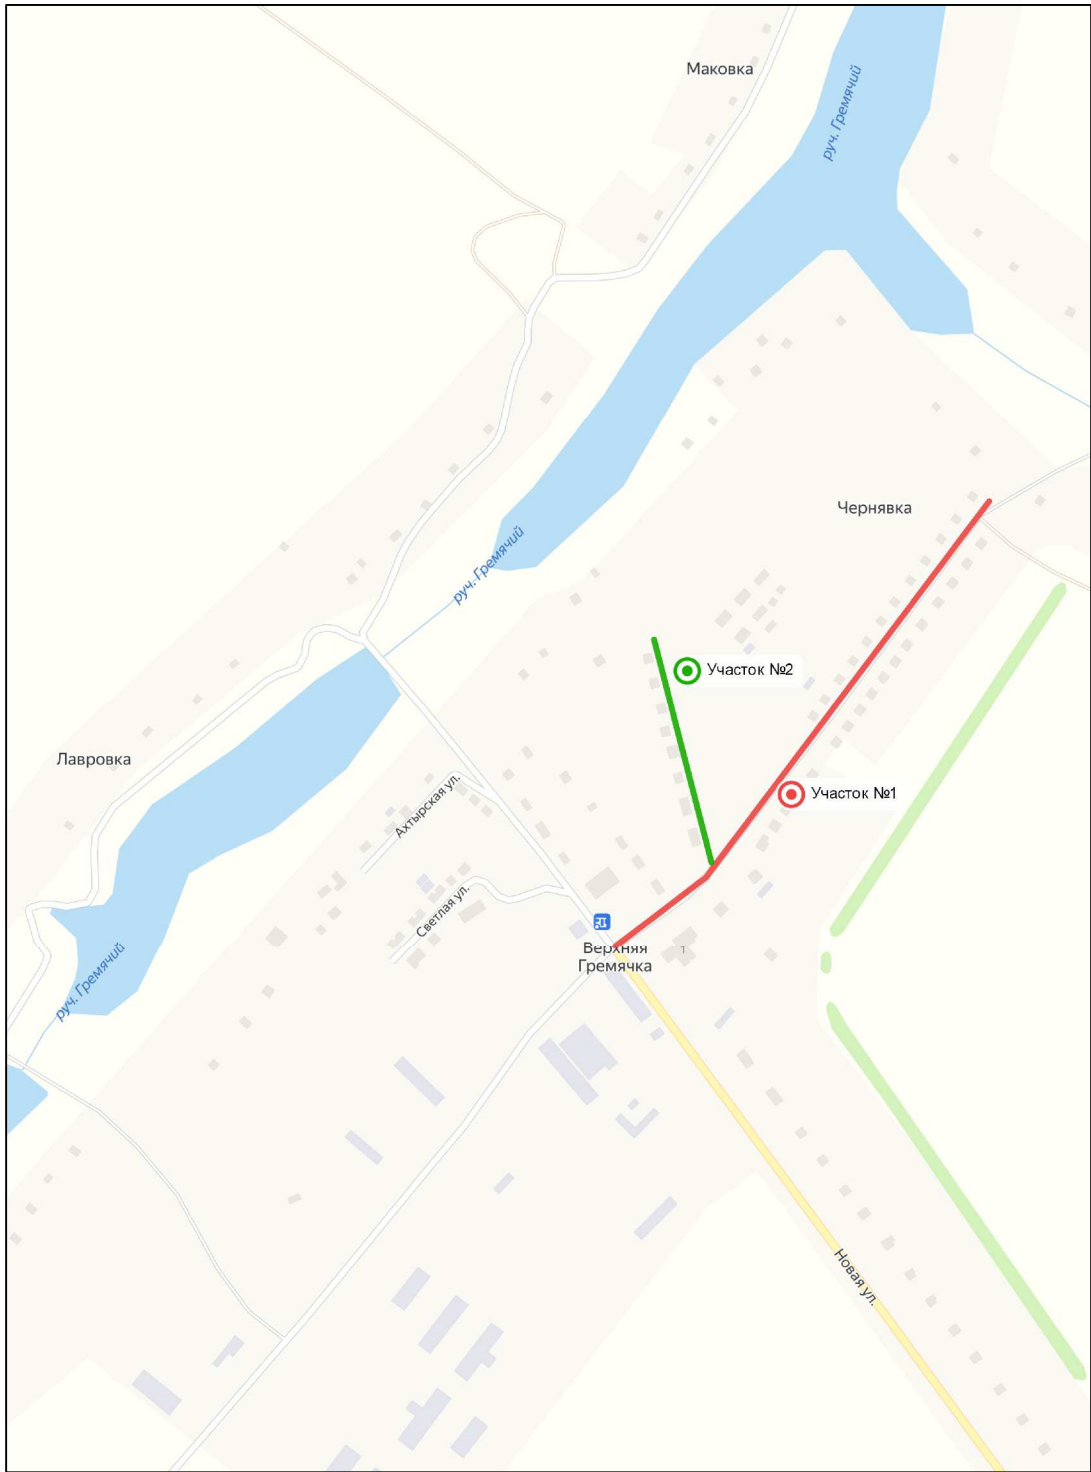 Маковка
руч. Гремячий
Чернявка
руч. Гремячий
Участок №2
Лавровка
Участок №1
Ахтырская ул.
Светлая ул.
Верхняя
Гремячка
1
руч. Гремячий
Новая ул.